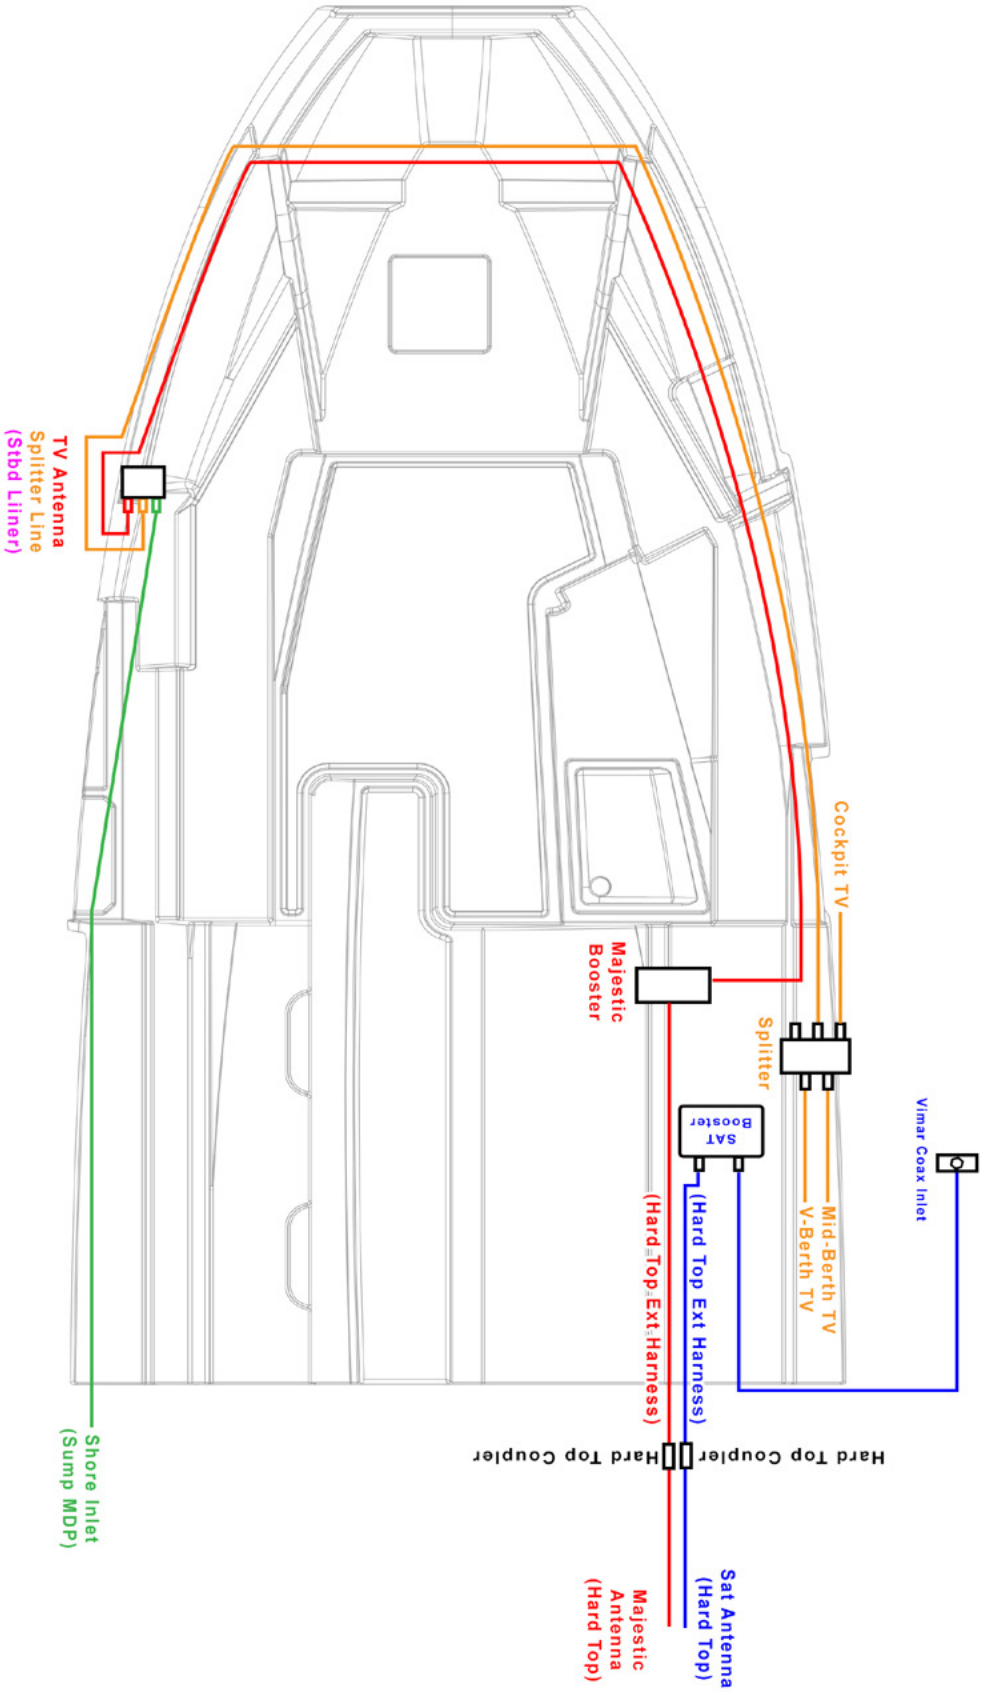 TV Antenna
Splitter Line
(Stbd Liiner)
Cockpit TV
Majestic
Booster
Splitter
SAT
Booster
Vimar Coax Inlet
Mid-Berth TV
V-Berth TV
(Hard Top Ext Harness)
(Hard Top Ext Harness)
Hard Top Coupler
Hard Top Coupler
Shore Inlet
(Sump MDP)
Sat Antenna
(Hard Top)
Majestic
Antenna
(Hard Top)